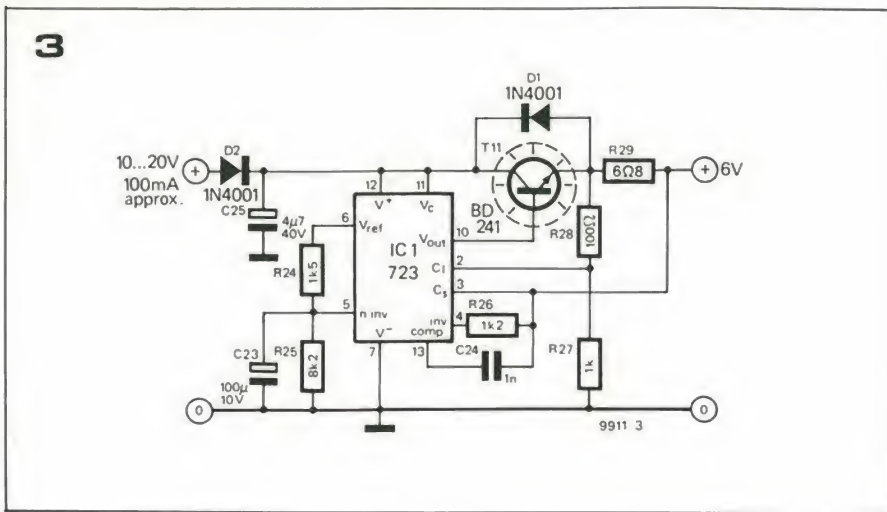 3
D1
1N4001
10...20V
100mA
approx.
+
D2
1N4001
C25
4µ7
40V
T11
BD
241
R29
6Ω8
+
6V
R28
100Ω
12
V+
11
Vc
6
Vref
Vout
10
IC1
723
CI
2
Cs
3
R24
1k5
5
n inv
inv
4
R26
1k2
comp
13
V−
7
C24
1n
R27
1k
C23
100µ
10V
R25
8k2
0
0
9911 3